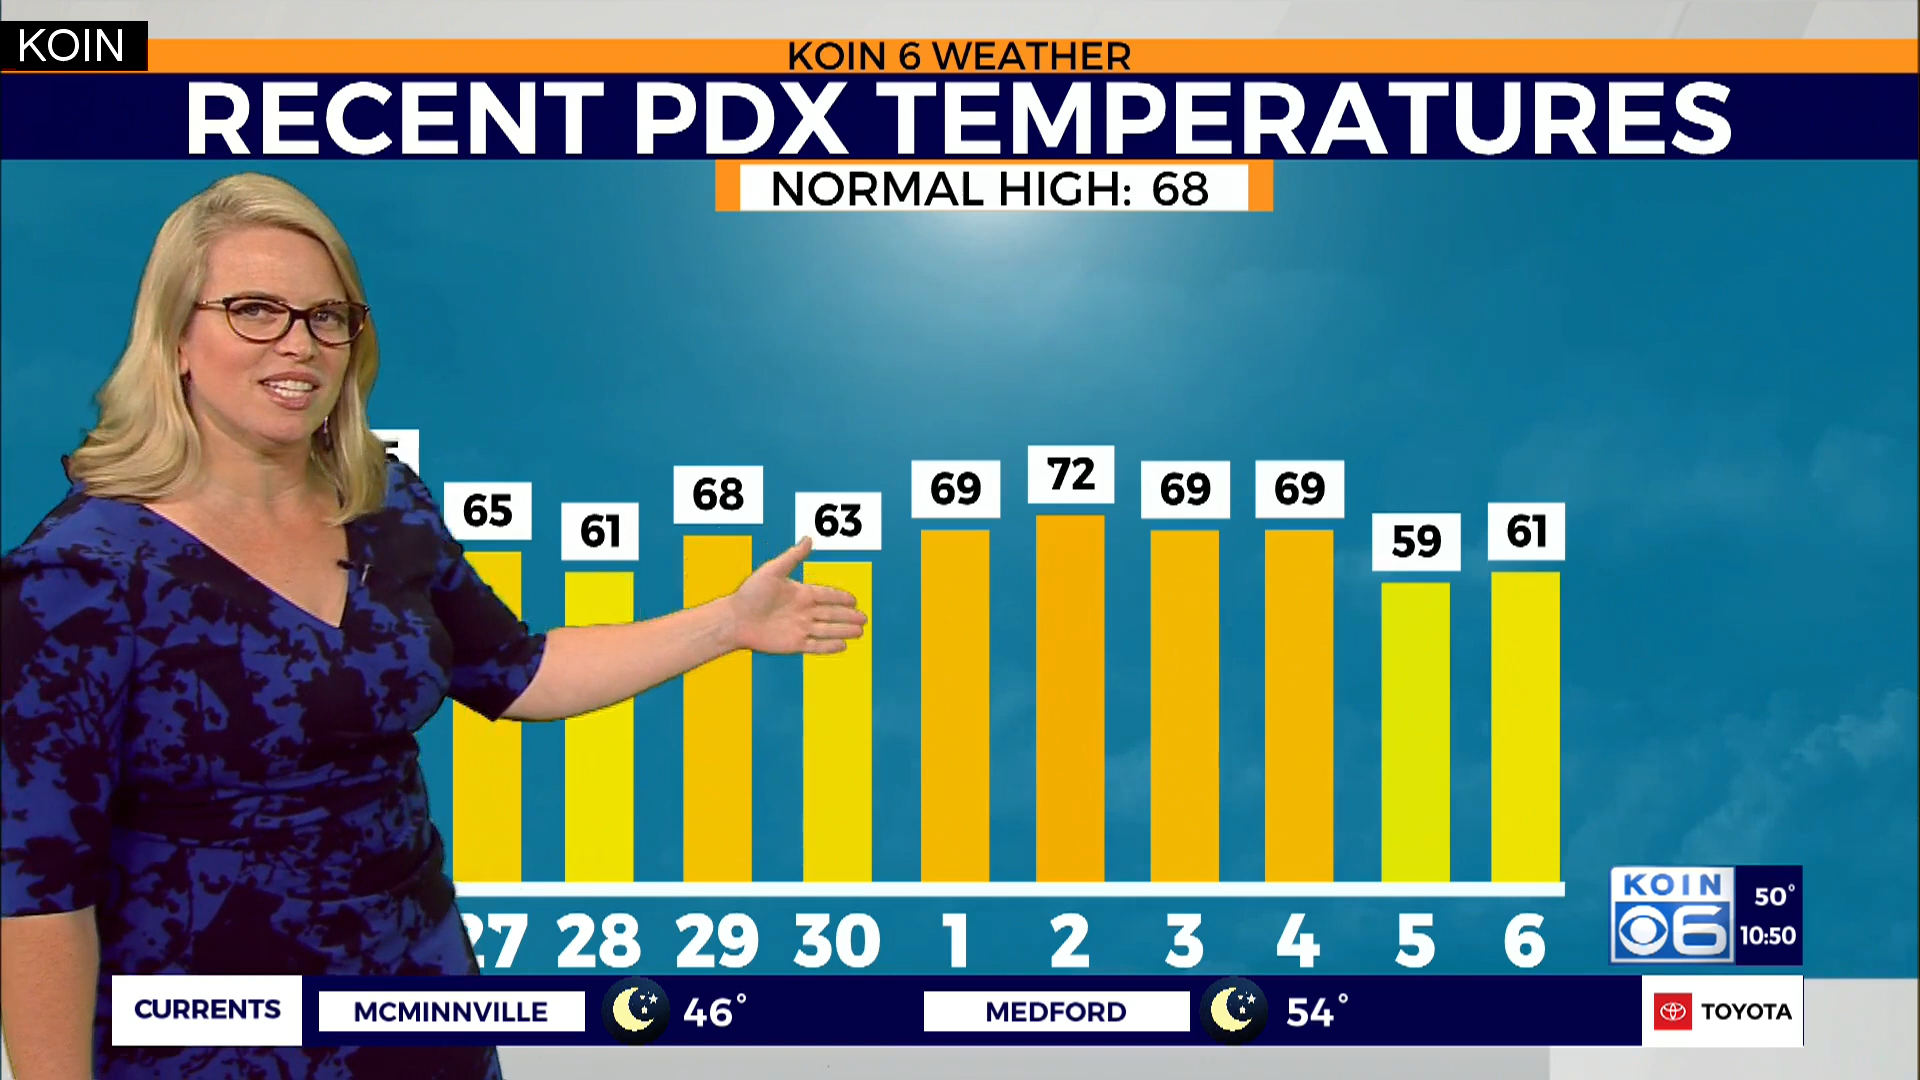 KOIN
KOIN 6 WEATHER
RECENT PDX TEMPERATURES
NORMAL HIGH: 68
65 61 68 63 69 72 69 69 59 61
27 28 29 30 1 2 3 4 5 6
KOIN
6
50°
10:50
CURRENTS MCMINNVILLE 46° MEDFORD 54° TOYOTA